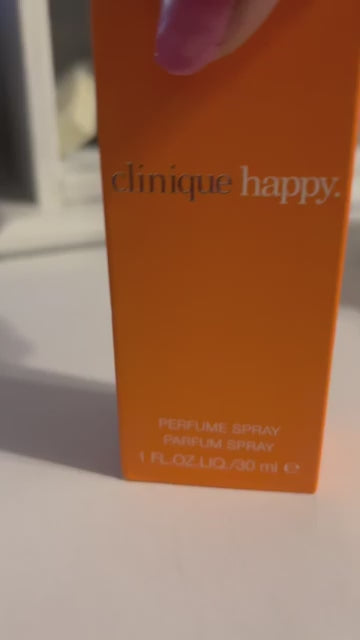 clinique happy.
PERFUME SPRAY
PARFUM SPRAY
1 FL.OZ.LIQ./30 ml ℮